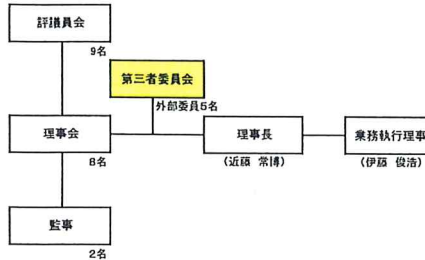 評議員会
9名
第三者委員会
外部委員5名
理事会
理事長
業務執行理事
8名
(近藤 常博)
(伊藤 俊浩)
監事
2名